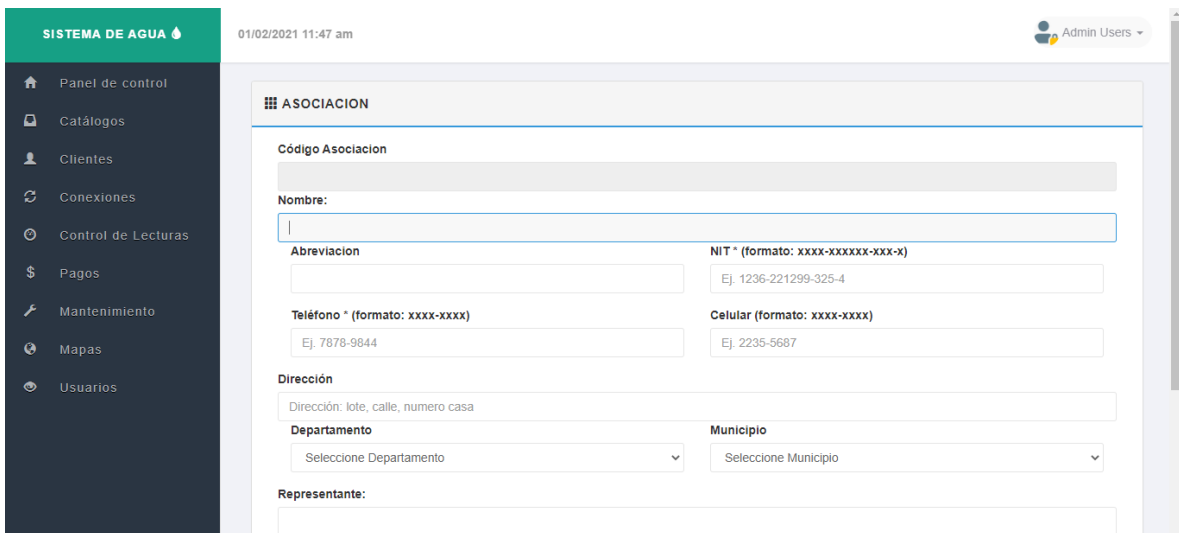 SISTEMA DE AGUA
01/02/2021 11:47 am
Admin Users
Panel de control
Catálogos
Clientes
Conexiones
Control de Lecturas
Pagos
Mantenimiento
Mapas
Usuarios
ASOCIACION
Código Asociacion
Nombre:
Abreviacion
NIT * (formato: xxxx-xxxxxx-xxx-x)
Ej. 1236-221299-325-4
Teléfono * (formato: xxxx-xxxx)
Celular (formato: xxxx-xxxx)
Ej. 7878-9844
Ej. 2235-5687
Dirección
Dirección: lote, calle, numero casa
Departamento
Municipio
Seleccione Departamento
Seleccione Municipio
Representante: